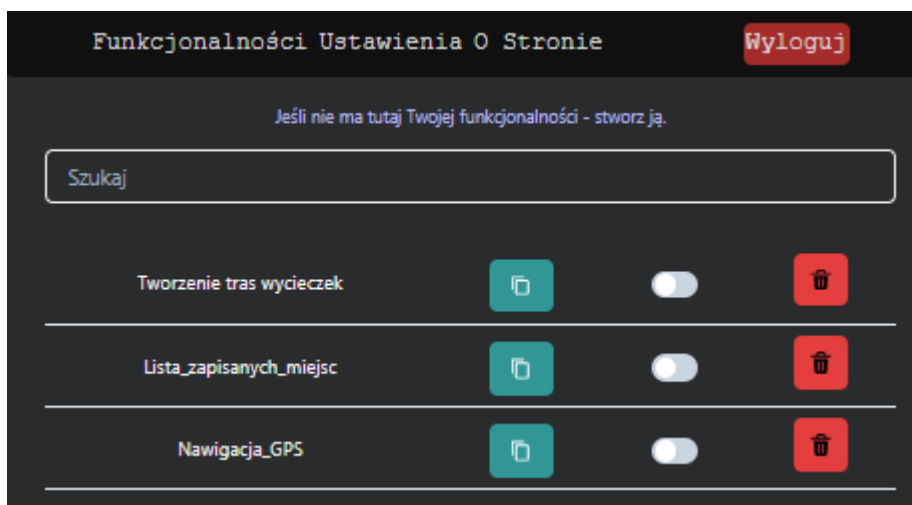 Funkcjonalności Ustawienia O Stronie Wyloguj
Jeśli nie ma tutaj Twojej funkcjonalności - stworz ją.
Szukaj
Tworzenie tras wycieczek
Lista_zapisanych_miejsc
Nawigacja_GPS